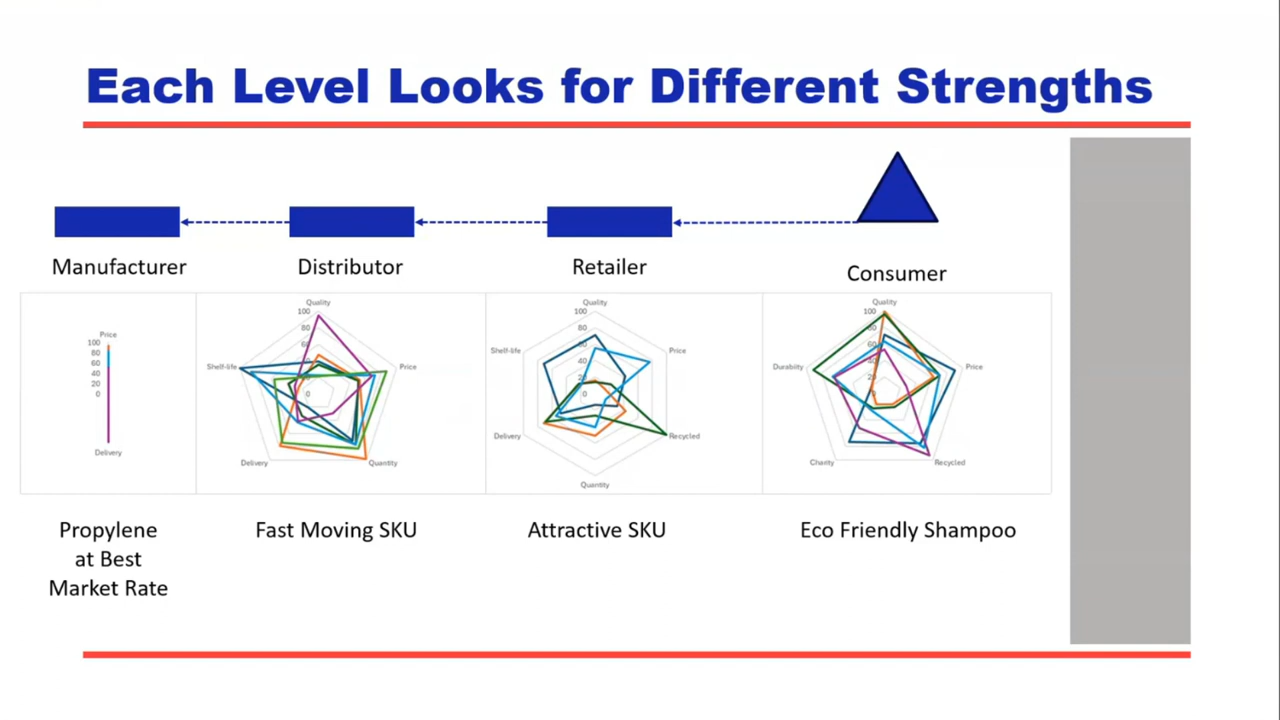 Each Level Looks for Different Strengths
Manufacturer
Distributor
Retailer
Consumer
Price
100
80
60
40
20
0
Delivery
Quality
100
80
Shelf-life
Price
0
Delivery
Quantity
Quality
100
80
Shelf-life
Price
40
0
Delivery
Recycled
Quantity
Quality
100
80
Durability
Price
Charity
Recycled
Propylene
at Best
Market Rate
Fast Moving SKU
Attractive SKU
Eco Friendly Shampoo